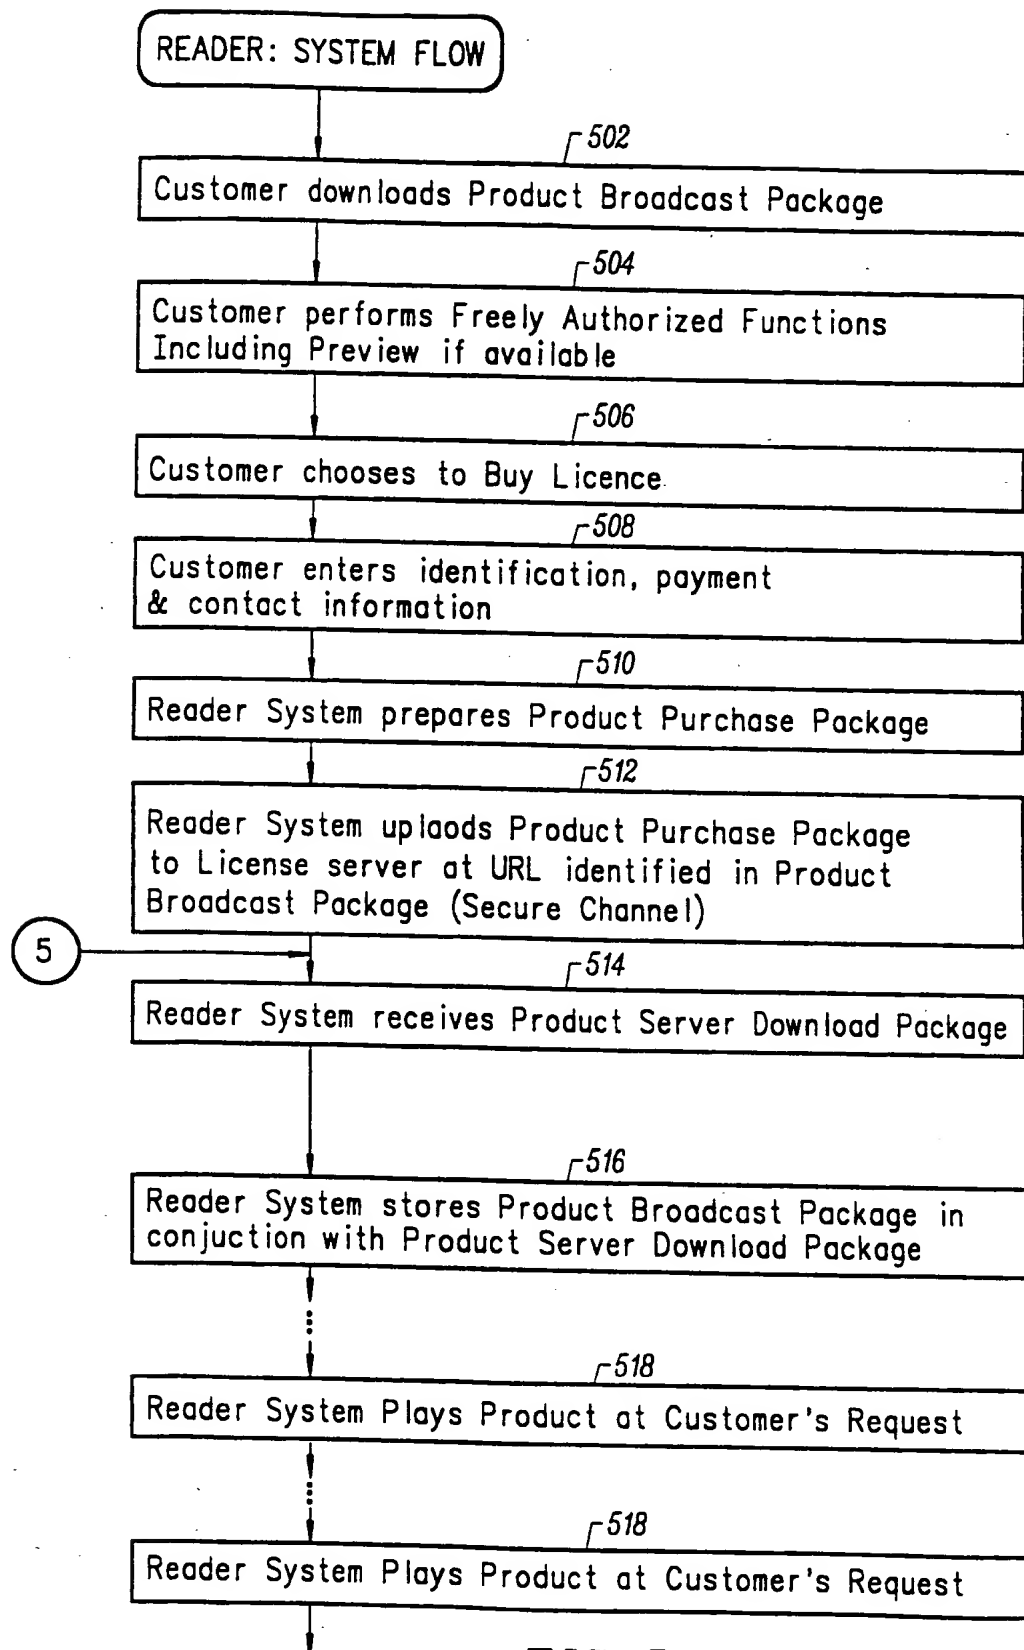 READER: SYSTEM FLOW
502
Customer downloads Product Broadcast Package
504
Customer performs Freely Authorized Functions
Including Preview if available
506
Customer chooses to Buy Licence
508
Customer enters identification, payment
& contact information
510
Reader System prepares Product Purchase Package
512
Reader System uplaods Product Purchase Package
to License server at URL identified in Product
Broadcast Package (Secure Channel)
5
514
Reader System receives Product Server Download Package
516
Reader System stores Product Broadcast Package in
conjuction with Product Server Download Package
518
Reader System Plays Product at Customer's Request
518
Reader System Plays Product at Customer's Request